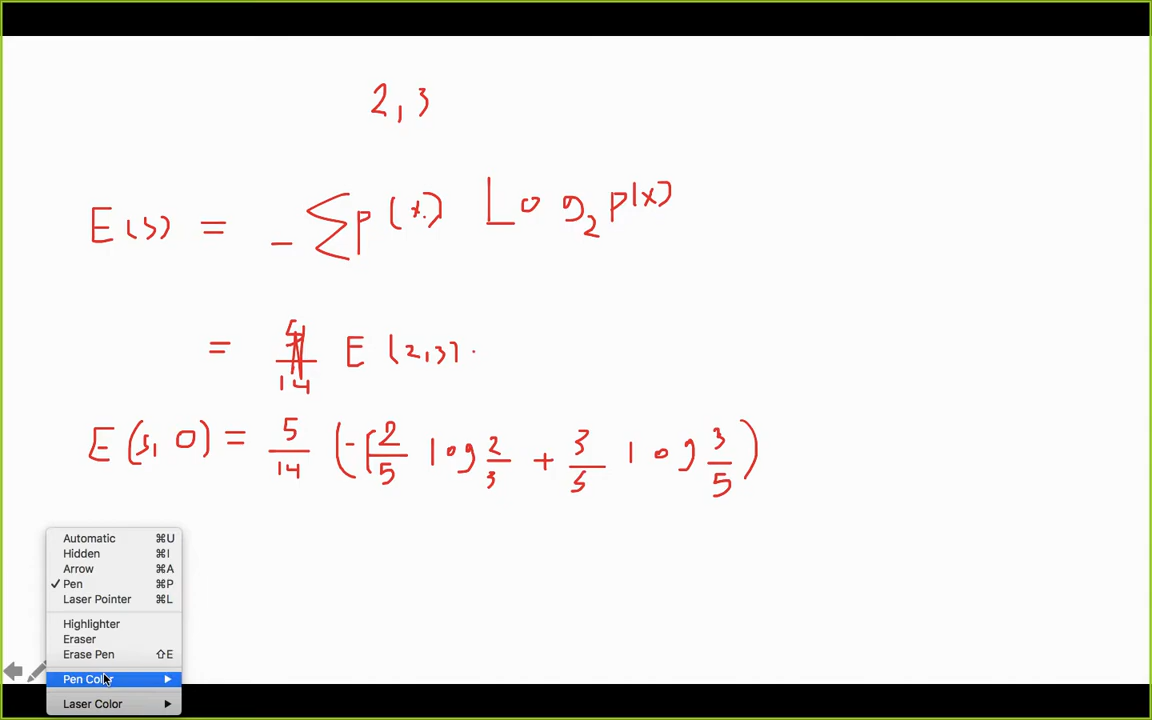 2, 3
E(s) = - ∑ p(x) Log₂ p(x)
= 5/14 E (2,3)
E(s, O) = 5/14 (-[2/5 log 2/3 + 3/5 log 3/5)
Automatic ⌘U
Hidden ⌘I
Arrow ⌘A
✓ Pen ⌘P
Laser Pointer ⌘L
Highlighter
Eraser
Erase Pen ⇧E
Pen Color
Laser Color